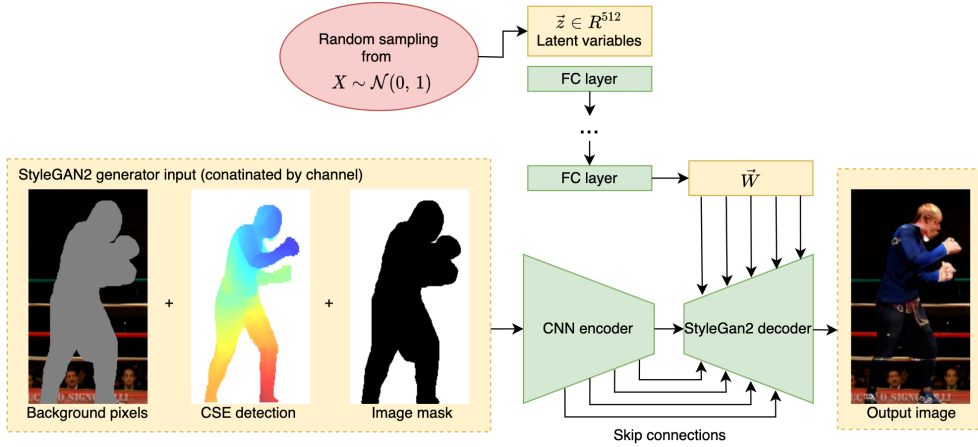 Random sampling
from
X ∼ 𝒩(0, 1)
z⃗ ∈ R⁵¹²
Latent variables
FC layer
...
FC layer
W⃗
StyleGAN2 generator input (conatinated by channel)
+
+
Background pixels
CSE detection
Image mask
CNN encoder
StyleGan2 decoder
Skip connections
Output image